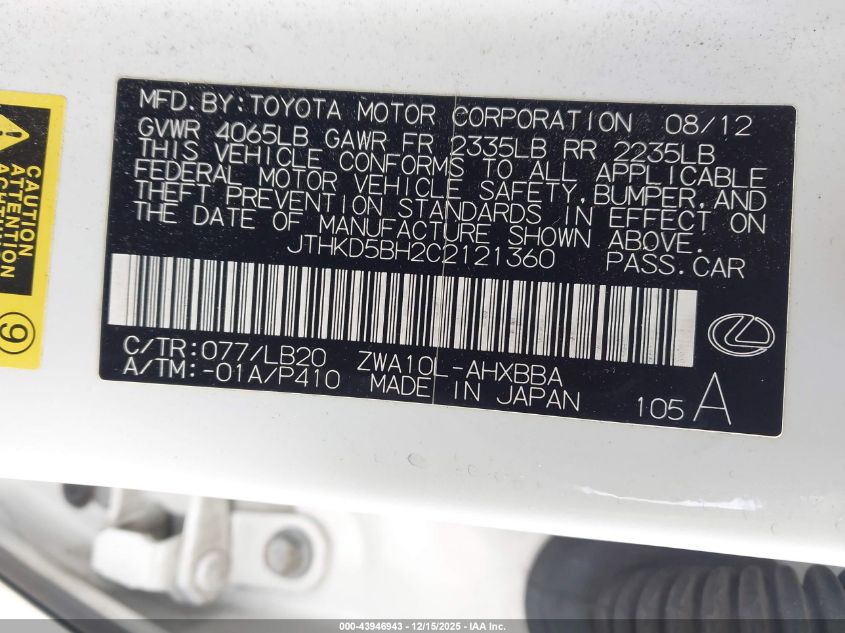 MFD. BY: TOYOTA MOTOR CORPORATION 08/12
GVWR 4065LB GAWR FR 2335LB RR 2235LB
THIS VEHICLE CONFORMS TO ALL APPLICABLE
FEDERAL MOTOR VEHICLE SAFETY, BUMPER, AND
THEFT PREVENTION STANDARDS IN EFFECT ON
THE DATE OF MANUFACTURE SHOWN ABOVE.
JTHKD5BH2C2121360 PASS. CAR
C/TR: 077/LB20 ZWA10L-AHXBBA
A/TM: -01A/P410 MADE IN JAPAN 105 A
CAUTION
ATTENTION
ACHTUNG
9
000-43946943 - 12/15/2025 - IAA Inc.